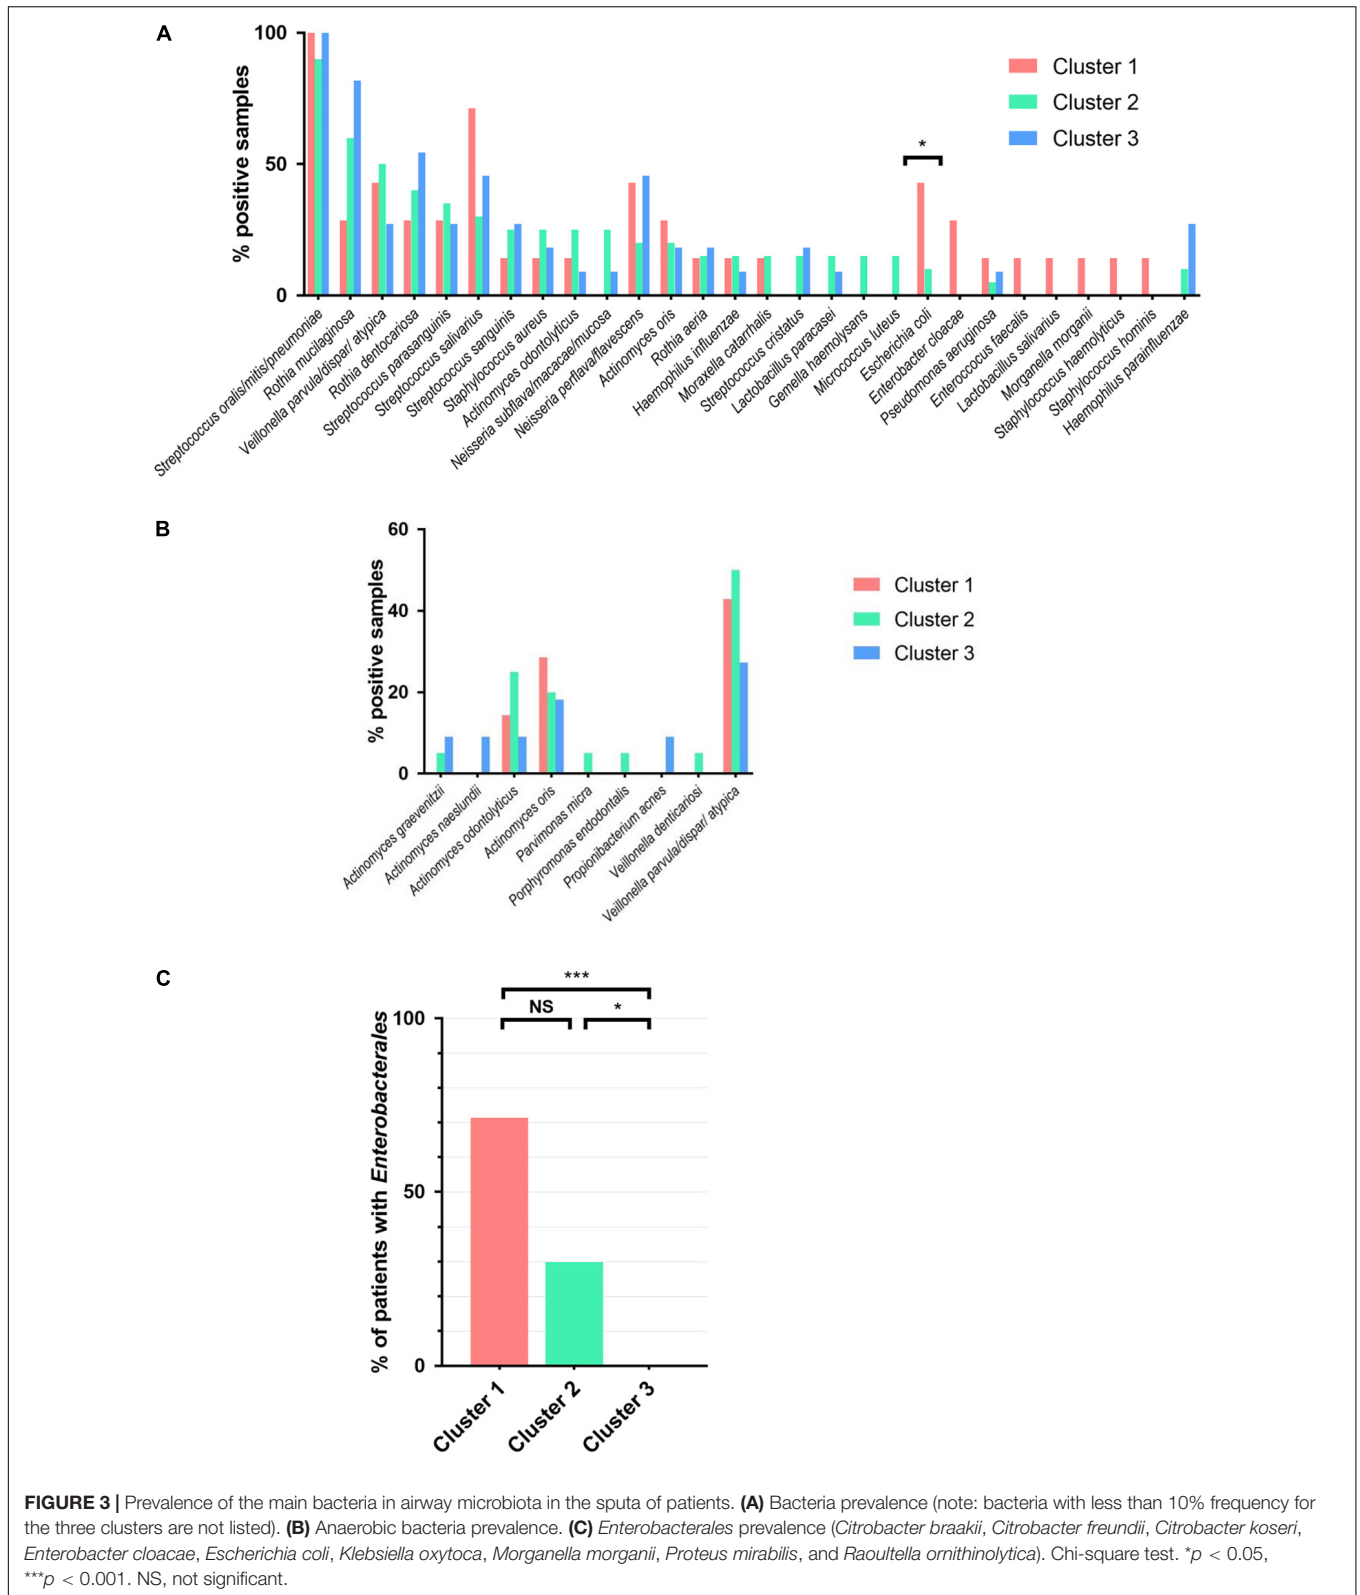 A
% positive samples
100
50
0
Cluster 1
Cluster 2
Cluster 3
*
Streptococcus oralis/mitis/pneumoniae
Rothia mucilaginosa
Veillonella parvula/dispar/ atypica
Rothia dentocariosa
Streptococcus parasanguinis
Streptococcus salivarius
Streptococcus sanguinis
Staphylococcus aureus
Actinomyces odontolyticus
Neisseria subflava/macacae/mucosa
Neisseria perflava/flavescens
Actinomyces oris
Rothia aeria
Haemophilus influenzae
Moraxella catarrhalis
Streptococcus cristatus
Lactobacillus paracasei
Gemella haemolysans
Micrococcus luteus
Escherichia coli
Enterobacter cloacae
Pseudomonas aeruginosa
Enteroccocus faecalis
Lactobacillus salivarius
Morganella morganii
Staphylococcus haemolyticus
Staphylococcus hominis
Haemophilus parainfluenzae
B
% positive samples
60
40
20
0
Cluster 1
Cluster 2
Cluster 3
Actinomyces graevenitzii
Actinomyces naeslundii
Actinomyces odontolyticus
Actinomyces oris
Parvimonas micra
Porphyromonas endodontalis
Propionibacterium acnes
Veillonella denticariosi
Veillonella parvula/dispar/ atypica
C
% of patients with Enterobacterales
***
NS
*
100
50
0
Cluster 1
Cluster 2
Cluster 3
FIGURE 3 | Prevalence of the main bacteria in airway microbiota in the sputa of patients. (A) Bacteria prevalence (note: bacteria with less than 10% frequency for
the three clusters are not listed). (B) Anaerobic bacteria prevalence. (C) Enterobacterales prevalence (Citrobacter braakii, Citrobacter freundii, Citrobacter koseri,
Enterobacter cloacae, Escherichia coli, Klebsiella oxytoca, Morganella morganii, Proteus mirabilis, and Raoultella ornithinolytica). Chi-square test. *p < 0.05,
***p < 0.001. NS, not significant.